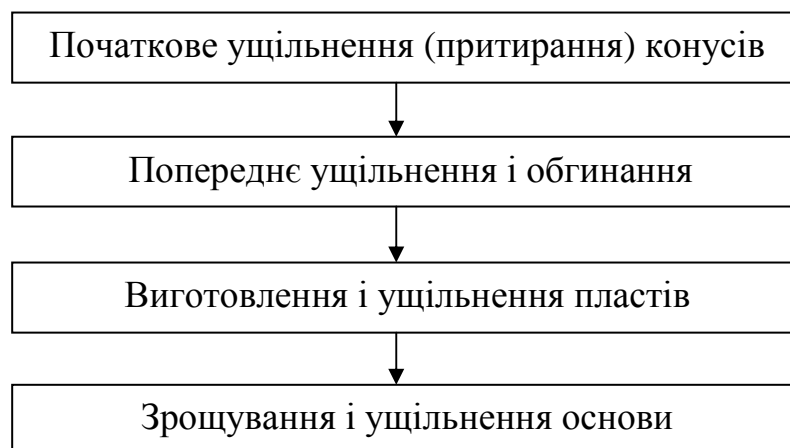 Початкове ущільнення (притирання) конусів
Попереднє ущільнення і обгинання
Виготовлення і ущільнення пластів
Зрощування і ущільнення основи